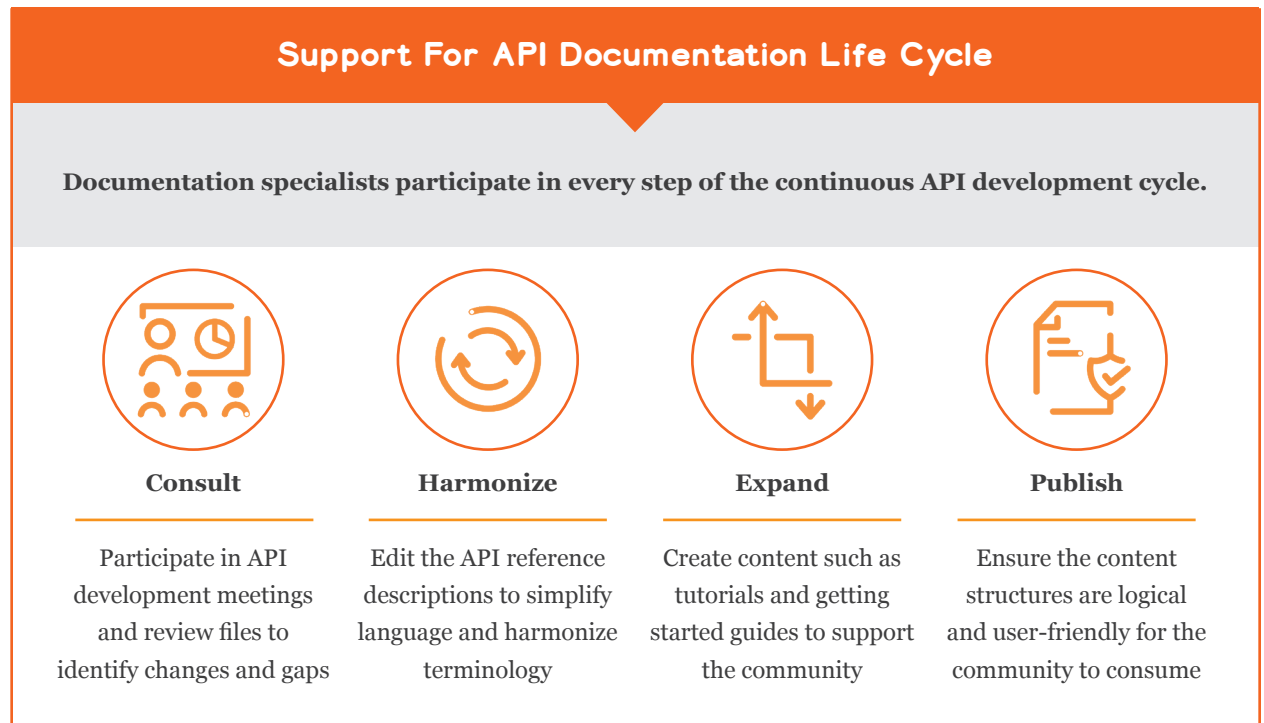 Support For API Documentation Life Cycle
Documentation specialists participate in every step of the continuous API development cycle.
Consult
Participate in API
development meetings
and review files to
identify changes and gaps
Harmonize
Edit the API reference
descriptions to simplify
language and harmonize
terminology
Expand
Create content such as
tutorials and getting
started guides to support
the community
Publish
Ensure the content
structures are logical
and user-friendly for the
community to consume